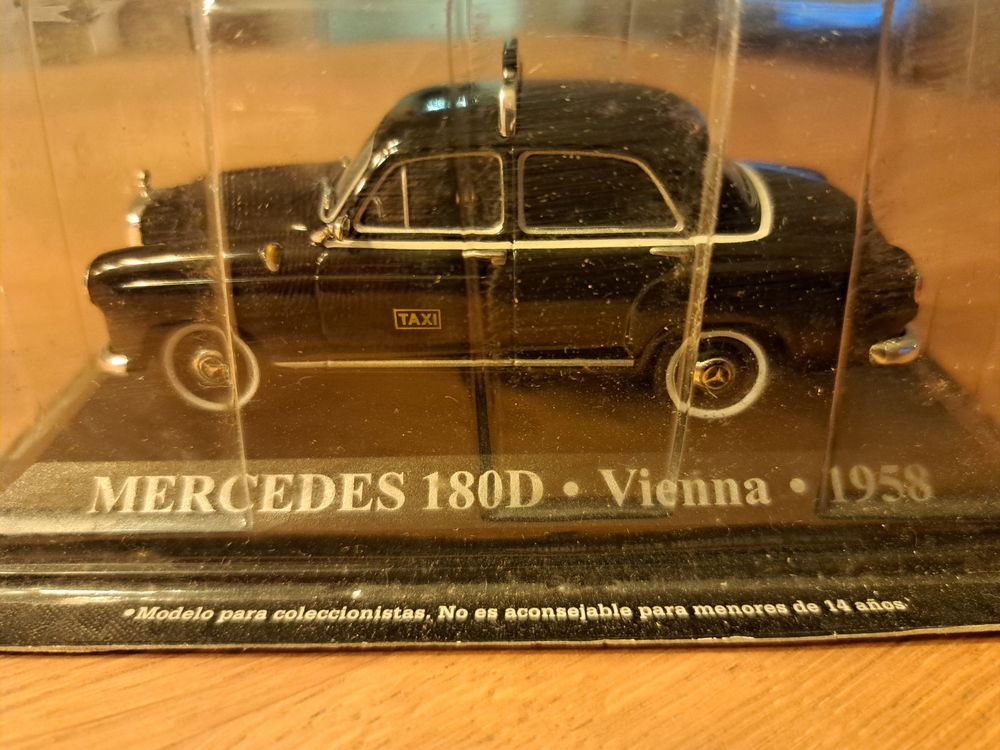 TAXI
MERCEDES 180D • Vienna • 1958
•Modelo para coleccionistas. No es aconsejable para menores de 14 años